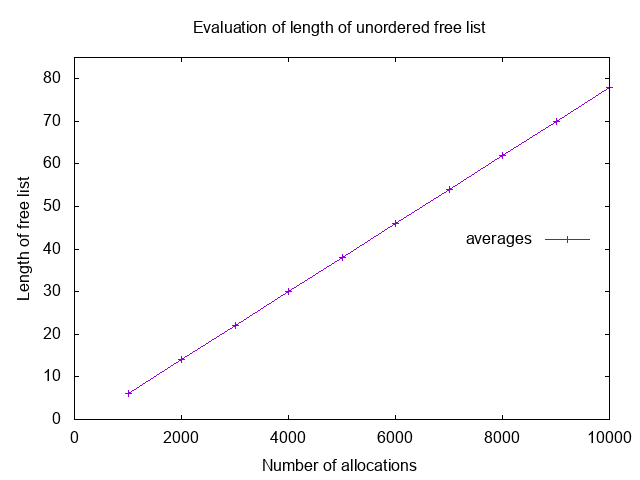 Evaluation of length of unordered free list
80
70
60
50
40
30
20
10
0
Length of free list
averages
0 2000 4000 6000 8000 10000
Number of allocations